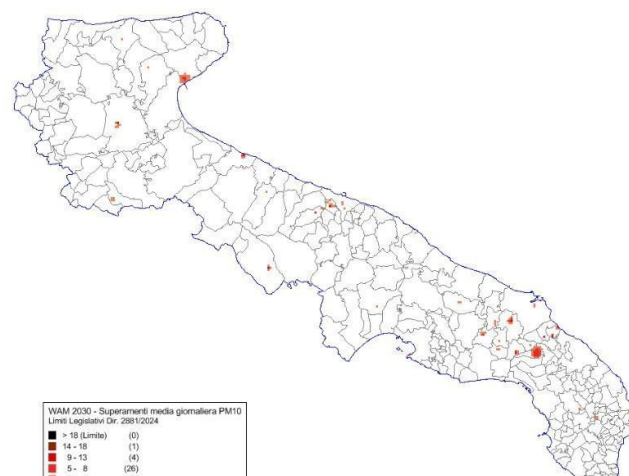 WAM 2030 - Superamenti media giornaliera PM10
Limiti Legislativi Dir. 2881/2024
> 18 (Limite) (0)
14 - 18 (1)
9 - 13 (4)
5 - 8 (26)